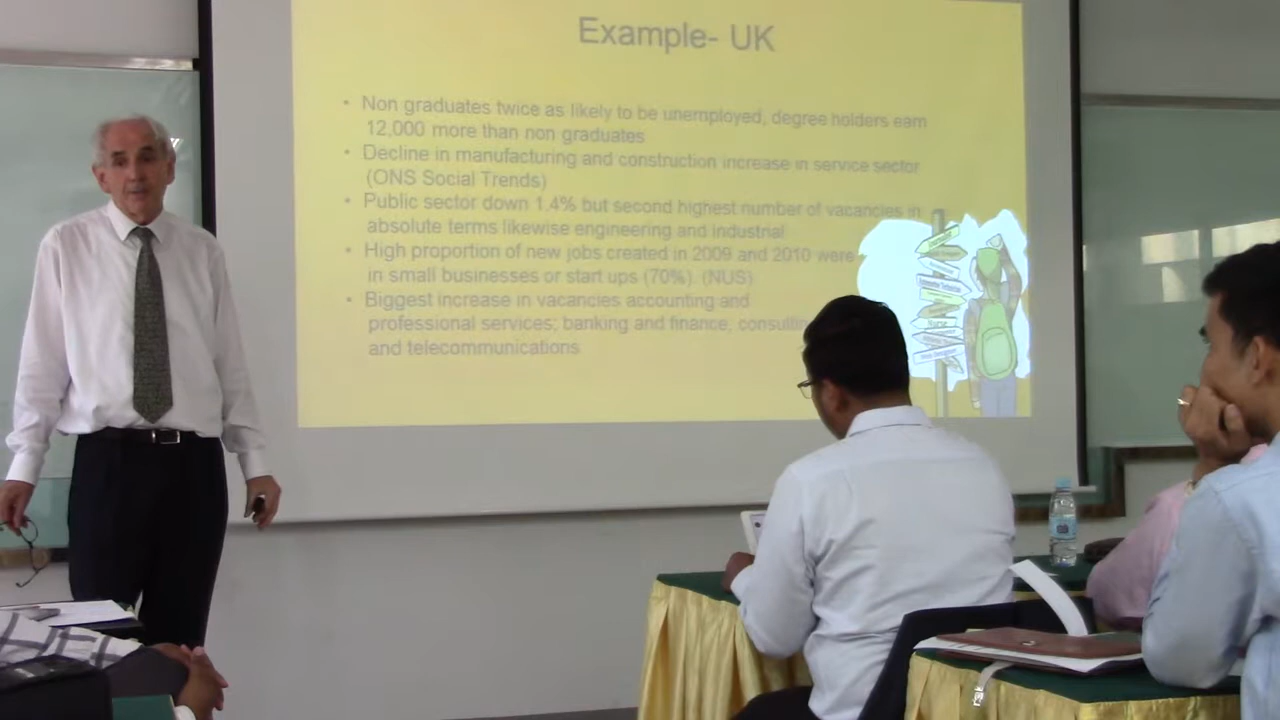 Example- UK
• Non graduates twice as likely to be unemployed, degree holders earn
12,000 more than non graduates
• Decline in manufacturing and construction increase in service sector
(ONS Social Trends)
• Public sector down 1.4% but second highest number of vacancies in
absolute terms likewise engineering and industrial
• High proportion of new jobs created in 2009 and 2010 were
in small businesses or start ups (70%) (NUS)
• Biggest increase in vacancies accounting and
professional services; banking and finance, consultin
and telecommunications
Nurse